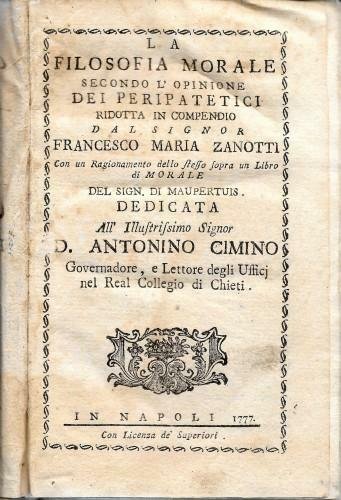 LA
FILOSOFIA MORALE
SECONDO L'OPINIONE
DEI PERIPATETICI
RIDOTTA IN COMPENDIO
DAL SIGNOR
FRANCESCO MARIA ZANOTTI
Con un Ragionamento dello ſteſſo ſopra un Libro
di MORALE
DEL SIGN. DI MAUPERTUIS.
DEDICATA
All' Illuſtriſſimo Signor
D. ANTONINO CIMINO
Governadore, e Lettore degli Ufficj
nel Real Collegio di Chieti.
IN NAPOLI 1777.
Con Licenza de' Superiori.